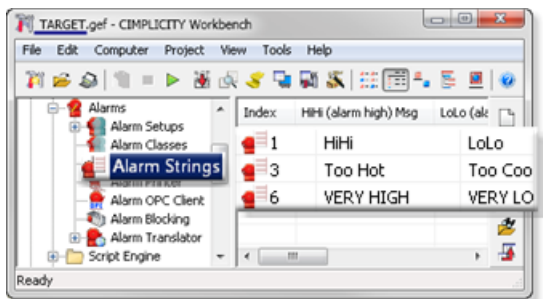 TARGET.gef - CIMPLICITY Workbench
File Edit Computer Project View Tools Help
Alarms
Alarm Setups
Alarm Classes
Alarm Strings
Alarm Printer
Alarm OPC Client
Alarm Blocking
Alarm Translator
Script Engine
Index HiHi (alarm high) Msg LoLo (ala
1 HiHi LoLo
3 Too Hot Too Coo
6 VERY HIGH VERY LO
Ready